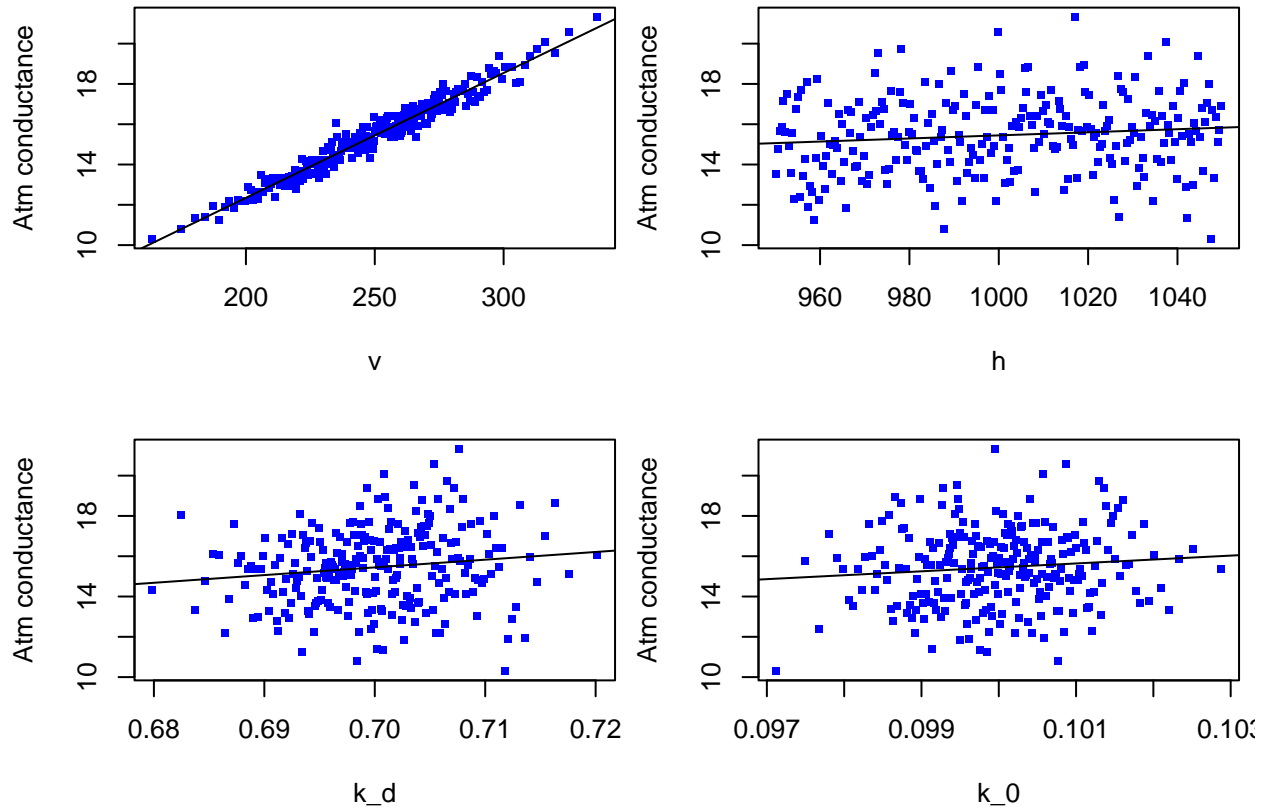 Atm conductance
10 14 18
200 250 300
v
Atm conductance
10 14 18
960 980 1000 1020 1040
h
Atm conductance
10 14 18
0.68 0.69 0.70 0.71 0.72
k_d
Atm conductance
10 14 18
0.097 0.099 0.101 0.103
k_0